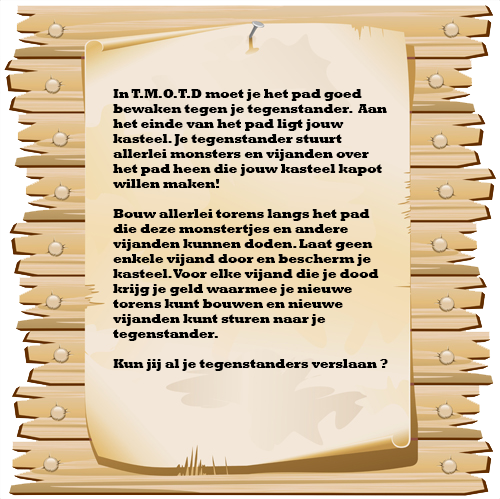 In T.M.O.T.D moet je het pad goed
bewaken tegen je tegenstander. Aan
het einde van het pad ligt jouw
kasteel. Je tegenstander stuurt
allerlei monsters en vijanden over
het pad heen die jouw kasteel kapot
willen maken!
Bouw allerlei torens langs het pad
die deze monstertjes en andere
vijanden kunnen doden. Laat geen
enkele vijand door en bescherm je
kasteel. Voor elke vijand die je dood
krijg je geld waarmee je nieuwe
torens kunt bouwen en nieuwe
vijanden kunt sturen naar je
tegenstander.
Kun jij al je tegenstanders verslaan ?